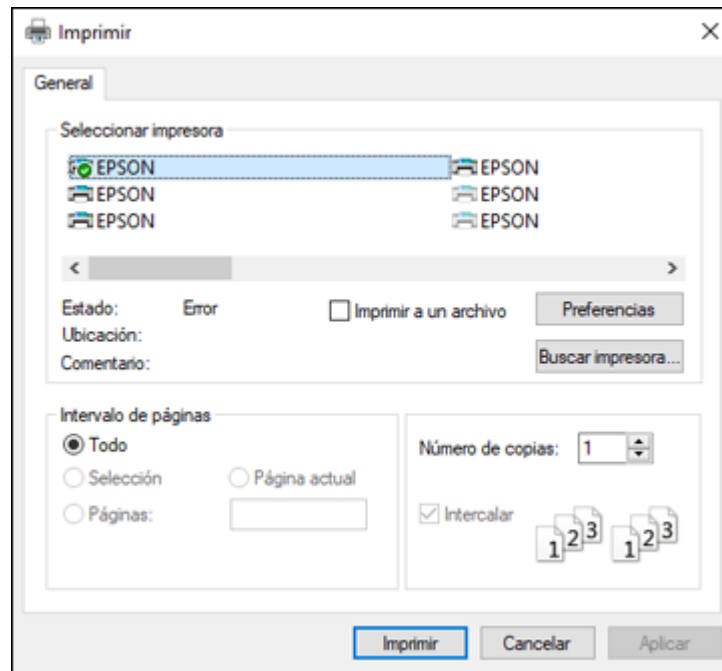 Imprimir
General
Seleccionar impresora
EPSON EPSON
EPSON EPSON
EPSON EPSON
Estado: Error Imprimir a un archivo Preferencias
Ubicación:
Comentario: Buscar impresora...
Intervalo de páginas
Todo
Selección Página actual
Páginas:
Número de copias: 1
Intercalar
1 2 3 1 2 3
Imprimir Cancelar Aplicar